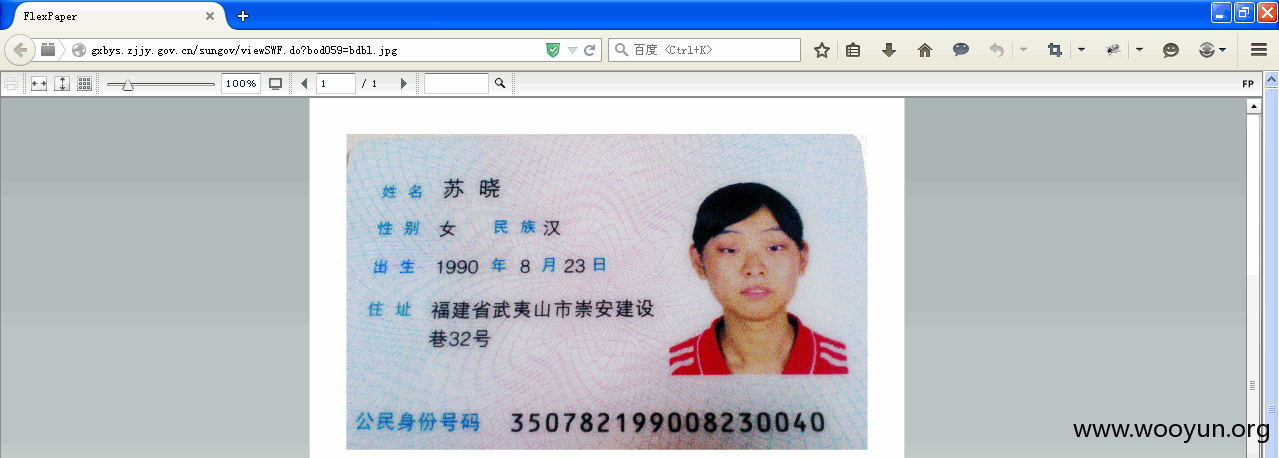 FlexPaper
gxbys.zjjy.gov.cn/sungov/viewSWF.do?bod059=bdbl.jpg
百度 <Ctrl+K>
100%
1 / 1
FP
姓名 苏晓
性别 女 民族 汉
出生 1990 年 8 月 23 日
住址 福建省武夷山市崇安建设
巷32号
公民身份号码 350782199008230040
www.wooyun.org